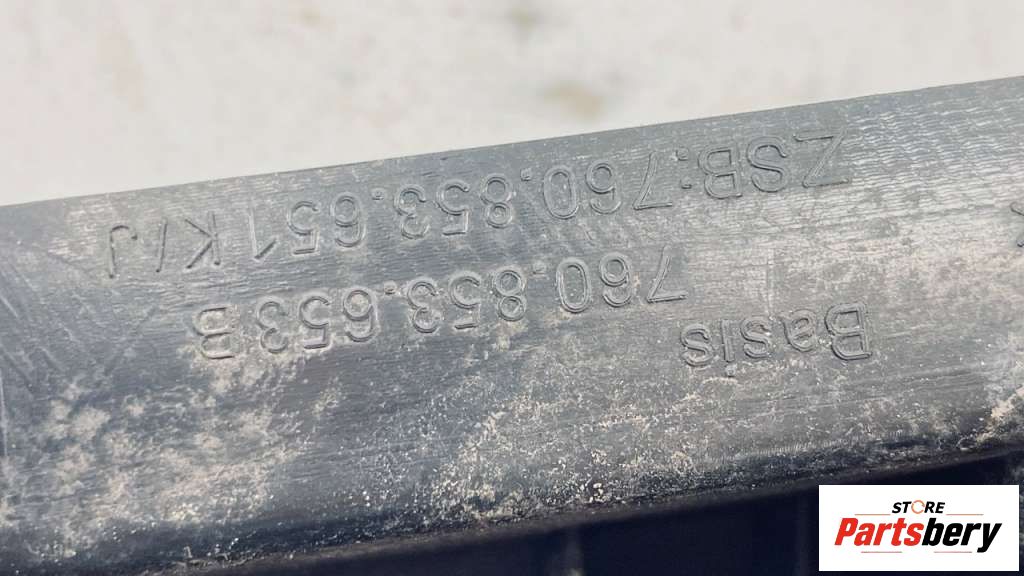 Basis 760.853.653 B
ZSB.760.853.651 K/J
STORE
Partsbery